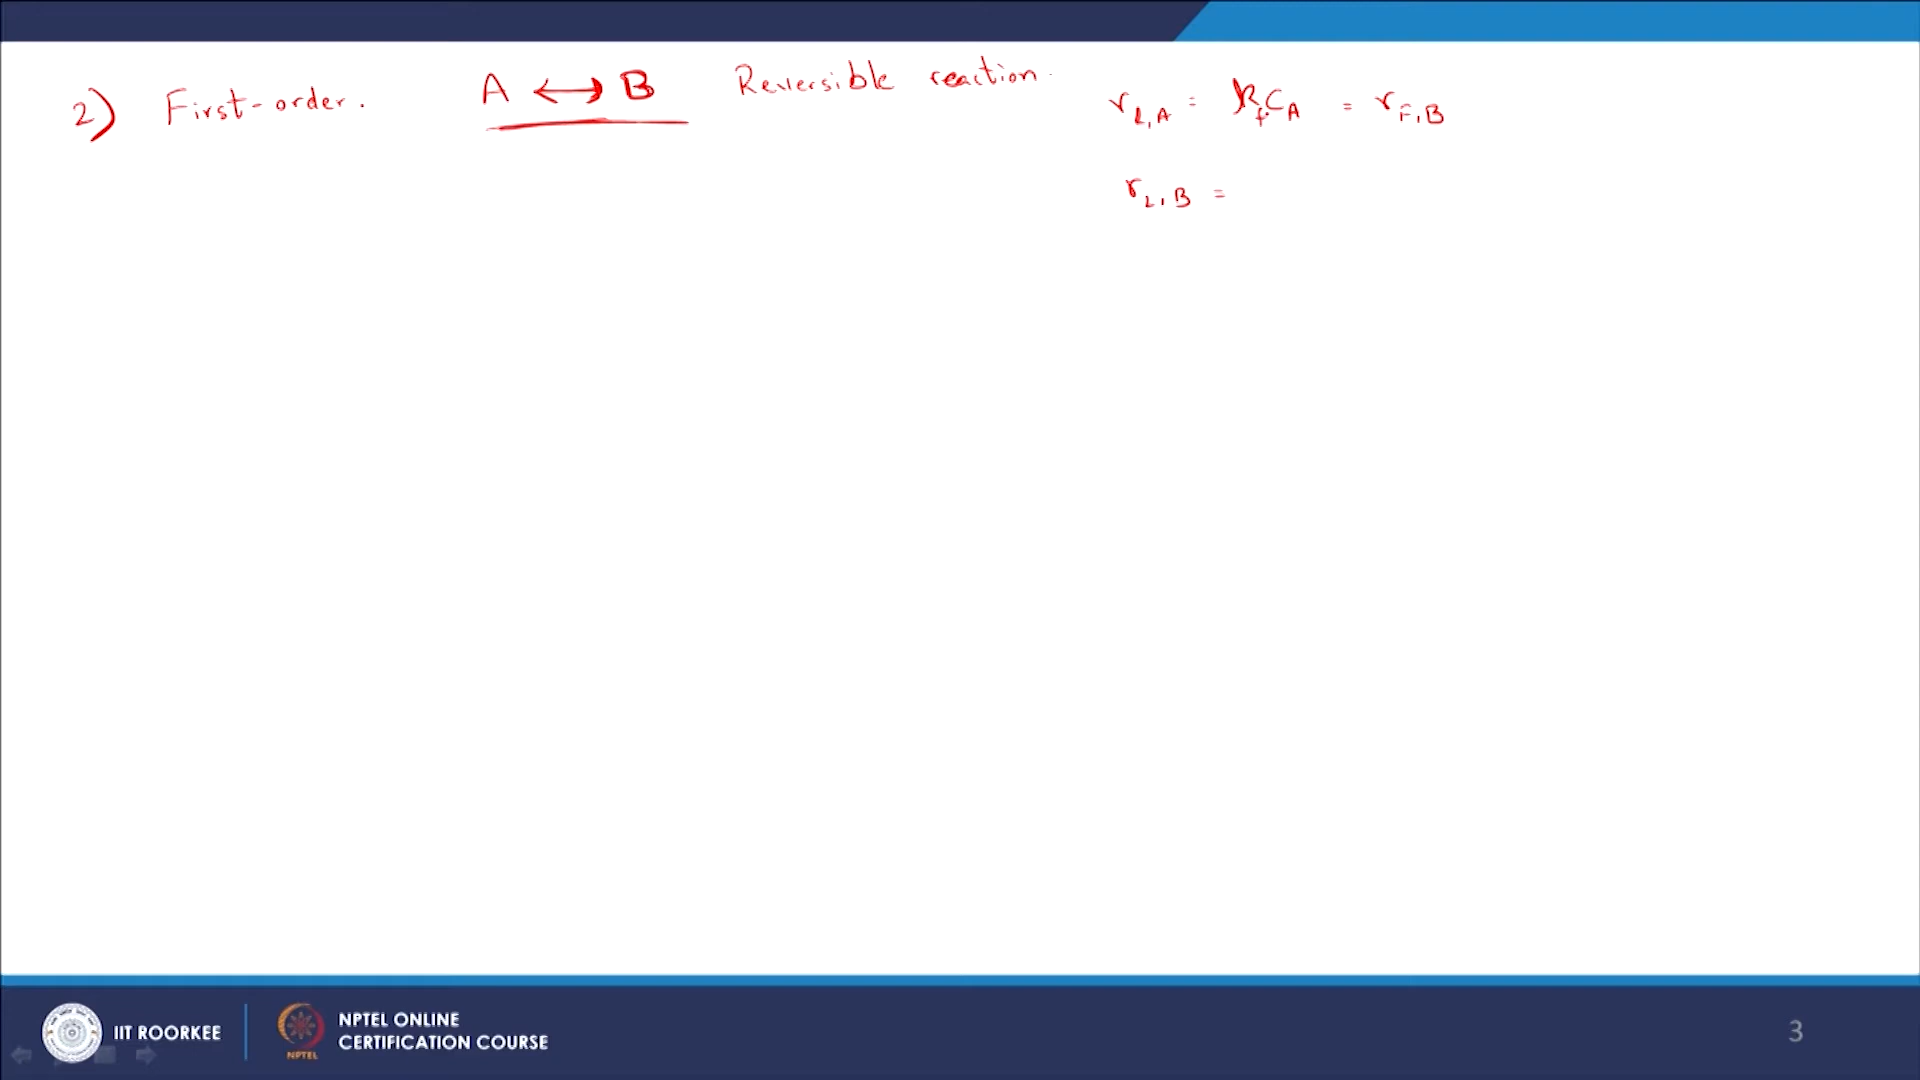 2) First-order. A ↔ B Reversible reaction. r_{L,A} = k_f C_A = r_{F,B}
r_{L,B} =
IIT ROORKEE
NPTEL
NPTEL ONLINE
CERTIFICATION COURSE
3